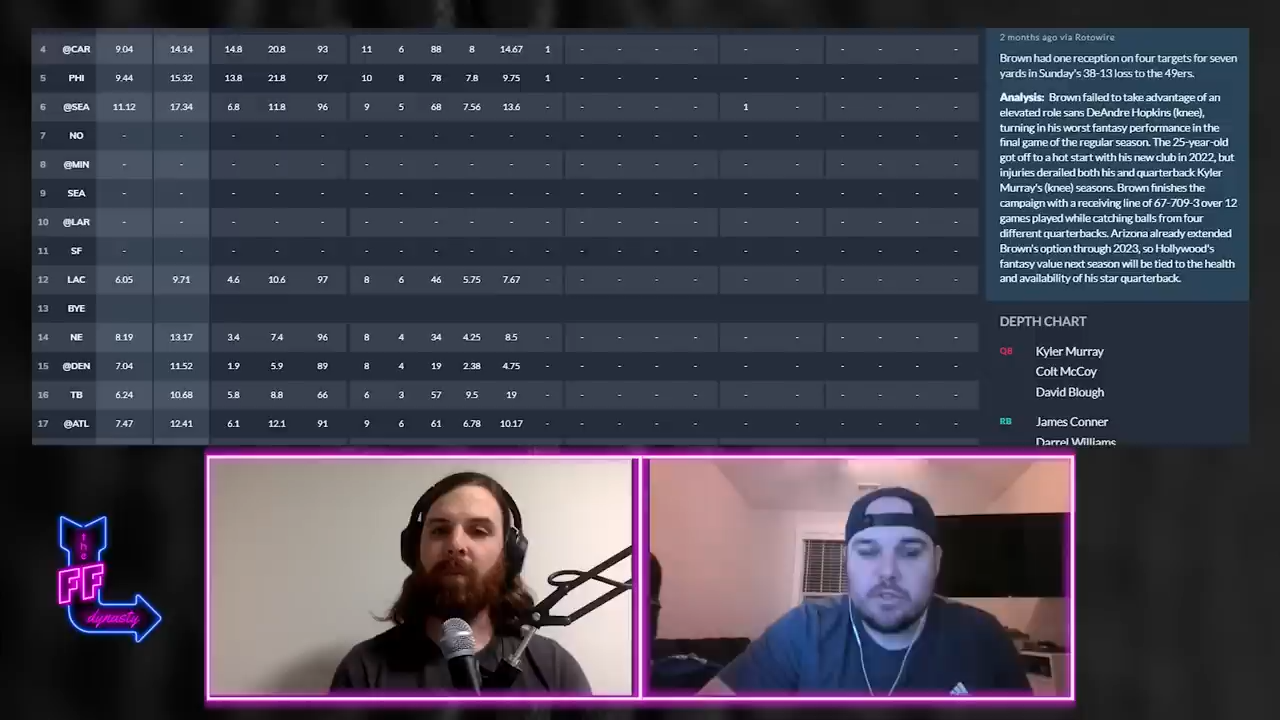 4 @CAR 9.04 14.14 14.8 20.8 93 11 6 88 8 14.67 1 - - - - - - - - - - - -
5 PHI 9.44 15.32 13.8 21.8 97 10 8 78 7.8 9.75 1 - - - - - - - - - - - -
6 @SEA 11.12 17.34 6.8 11.8 96 9 5 68 7.56 13.6 - - - - - 1 - - - - - - -
7 NO - - - - - - - - - - - - - - - - - - - - - - -
8 @MIN - - - - - - - - - - - - - - - - - - - - - - -
9 SEA - - - - - - - - - - - - - - - - - - - - - - -
10 @LAR - - - - - - - - - - - - - - - - - - - - - - -
11 SF - - - - - - - - - - - - - - - - - - - - - - -
12 LAC 6.05 9.71 4.6 10.6 97 8 6 46 5.75 7.67 - - - - - - - - - - - - -
13 BYE
14 NE 8.19 13.17 3.4 7.4 96 8 4 34 4.25 8.5 - - - - - - - - - - - - -
15 @DEN 7.04 11.52 1.9 5.9 89 8 4 19 2.38 4.75 - - - - - - - - - - - - -
16 TB 6.24 10.68 5.8 8.8 66 6 3 57 9.5 19 - - - - - - - - - - - - -
17 @ATL 7.47 12.41 6.1 12.1 91 9 6 61 6.78 10.17 - - - - - - - - - - - - -
2 months ago via Rotowire
Brown had one reception on four targets for seven
yards in Sunday's 38-13 loss to the 49ers.
Analysis: Brown failed to take advantage of an
elevated role sans DeAndre Hopkins (knee),
turning in his worst fantasy performance in the
final game of the regular season. The 25-year-old
got off to a hot start with his new club in 2022, but
injuries derailed both his and quarterback Kyler
Murray's (knee) seasons. Brown finishes the
campaign with a receiving line of 67-709-3 over 12
games played while catching balls from four
different quarterbacks. Arizona already extended
Brown's option through 2023, so Hollywood's
fantasy value next season will be tied to the health
and availability of his star quarterback.
DEPTH CHART
QB Kyler Murray
Colt McCoy
David Blough
RB James Conner
Darrel Williams
the
FF
dynasty